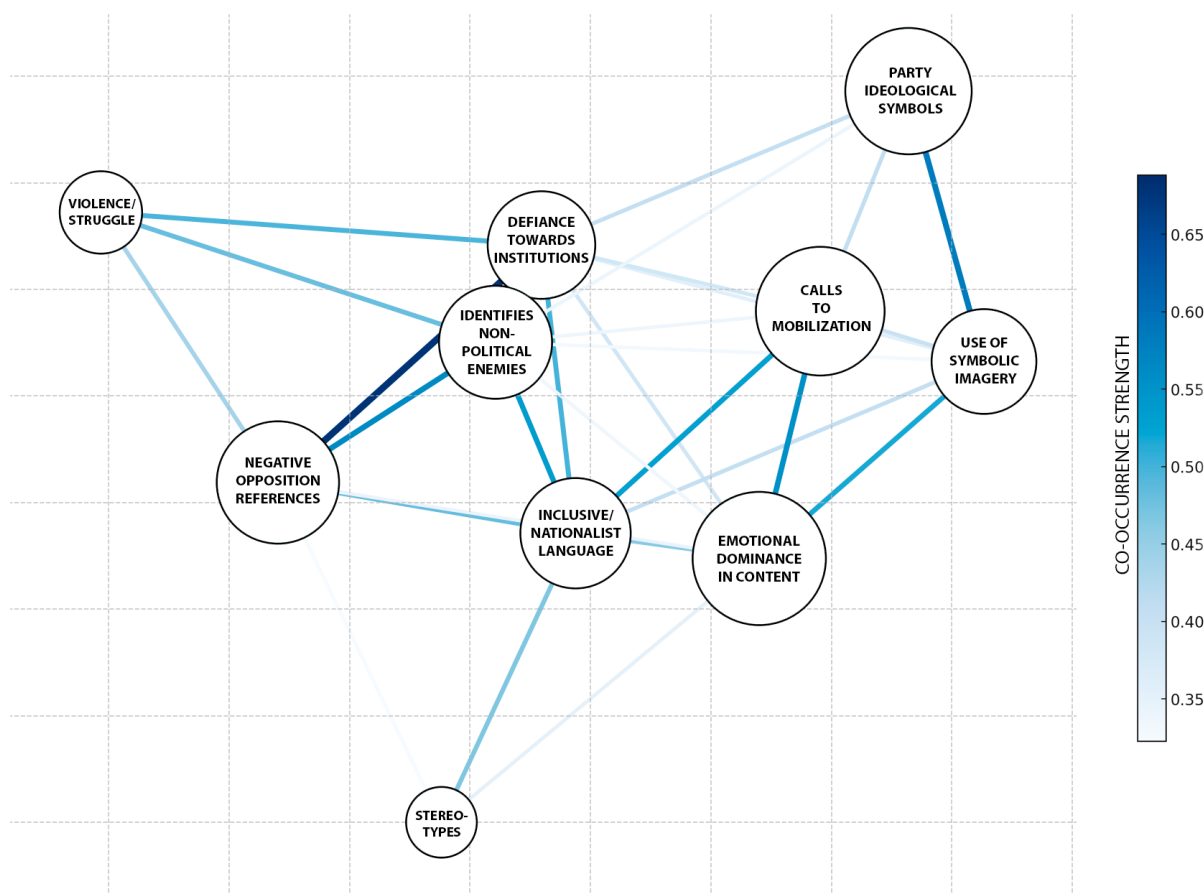 PARTY
IDEOLOGICAL
SYMBOLS
VIOLENCE/
STRUGGLE
DEFIANCE
TOWARDS
INSTITUTIONS
CALLS
TO
MOBILIZATION
IDENTIFIES
NON-
POLITICAL
ENEMIES
USE OF
SYMBOLIC
IMAGERY
NEGATIVE
OPPOSITION
REFERENCES
INCLUSIVE/
NATIONALIST
LANGUAGE
EMOTIONAL
DOMINANCE
IN CONTENT
STEREO-
TYPES
CO-OCCURRENCE STRENGTH
0.65
0.60
0.55
0.50
0.45
0.40
0.35